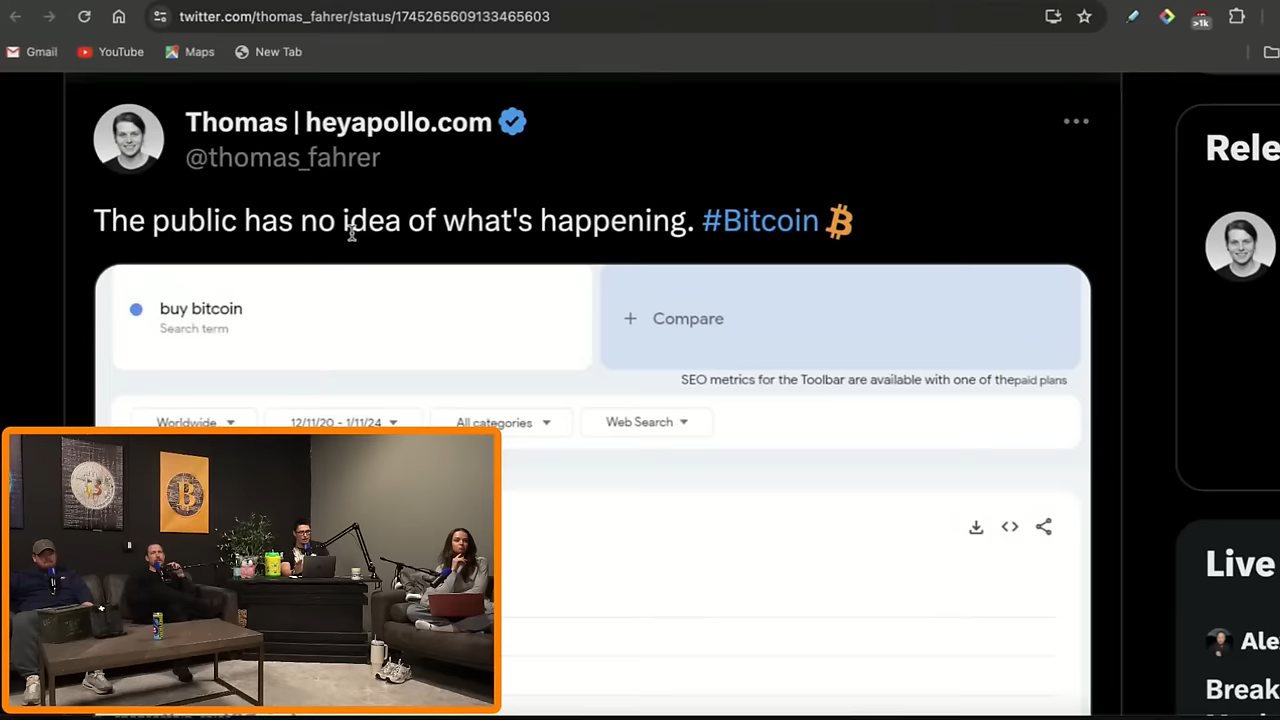 twitter.com/thomas_fahrer/status/1745265609133465603
>1k
Gmail
YouTube
Maps
New Tab
Thomas | heyapollo.com
@thomas_fahrer
The public has no idea of what's happening. #Bitcoin
buy bitcoin
Search term
+ Compare
SEO metrics for the Toolbar are available with one of thepaid plans
Worldwide
12/11/20 - 1/11/24
All categories
Web Search
Rele
Live
Ale
Break